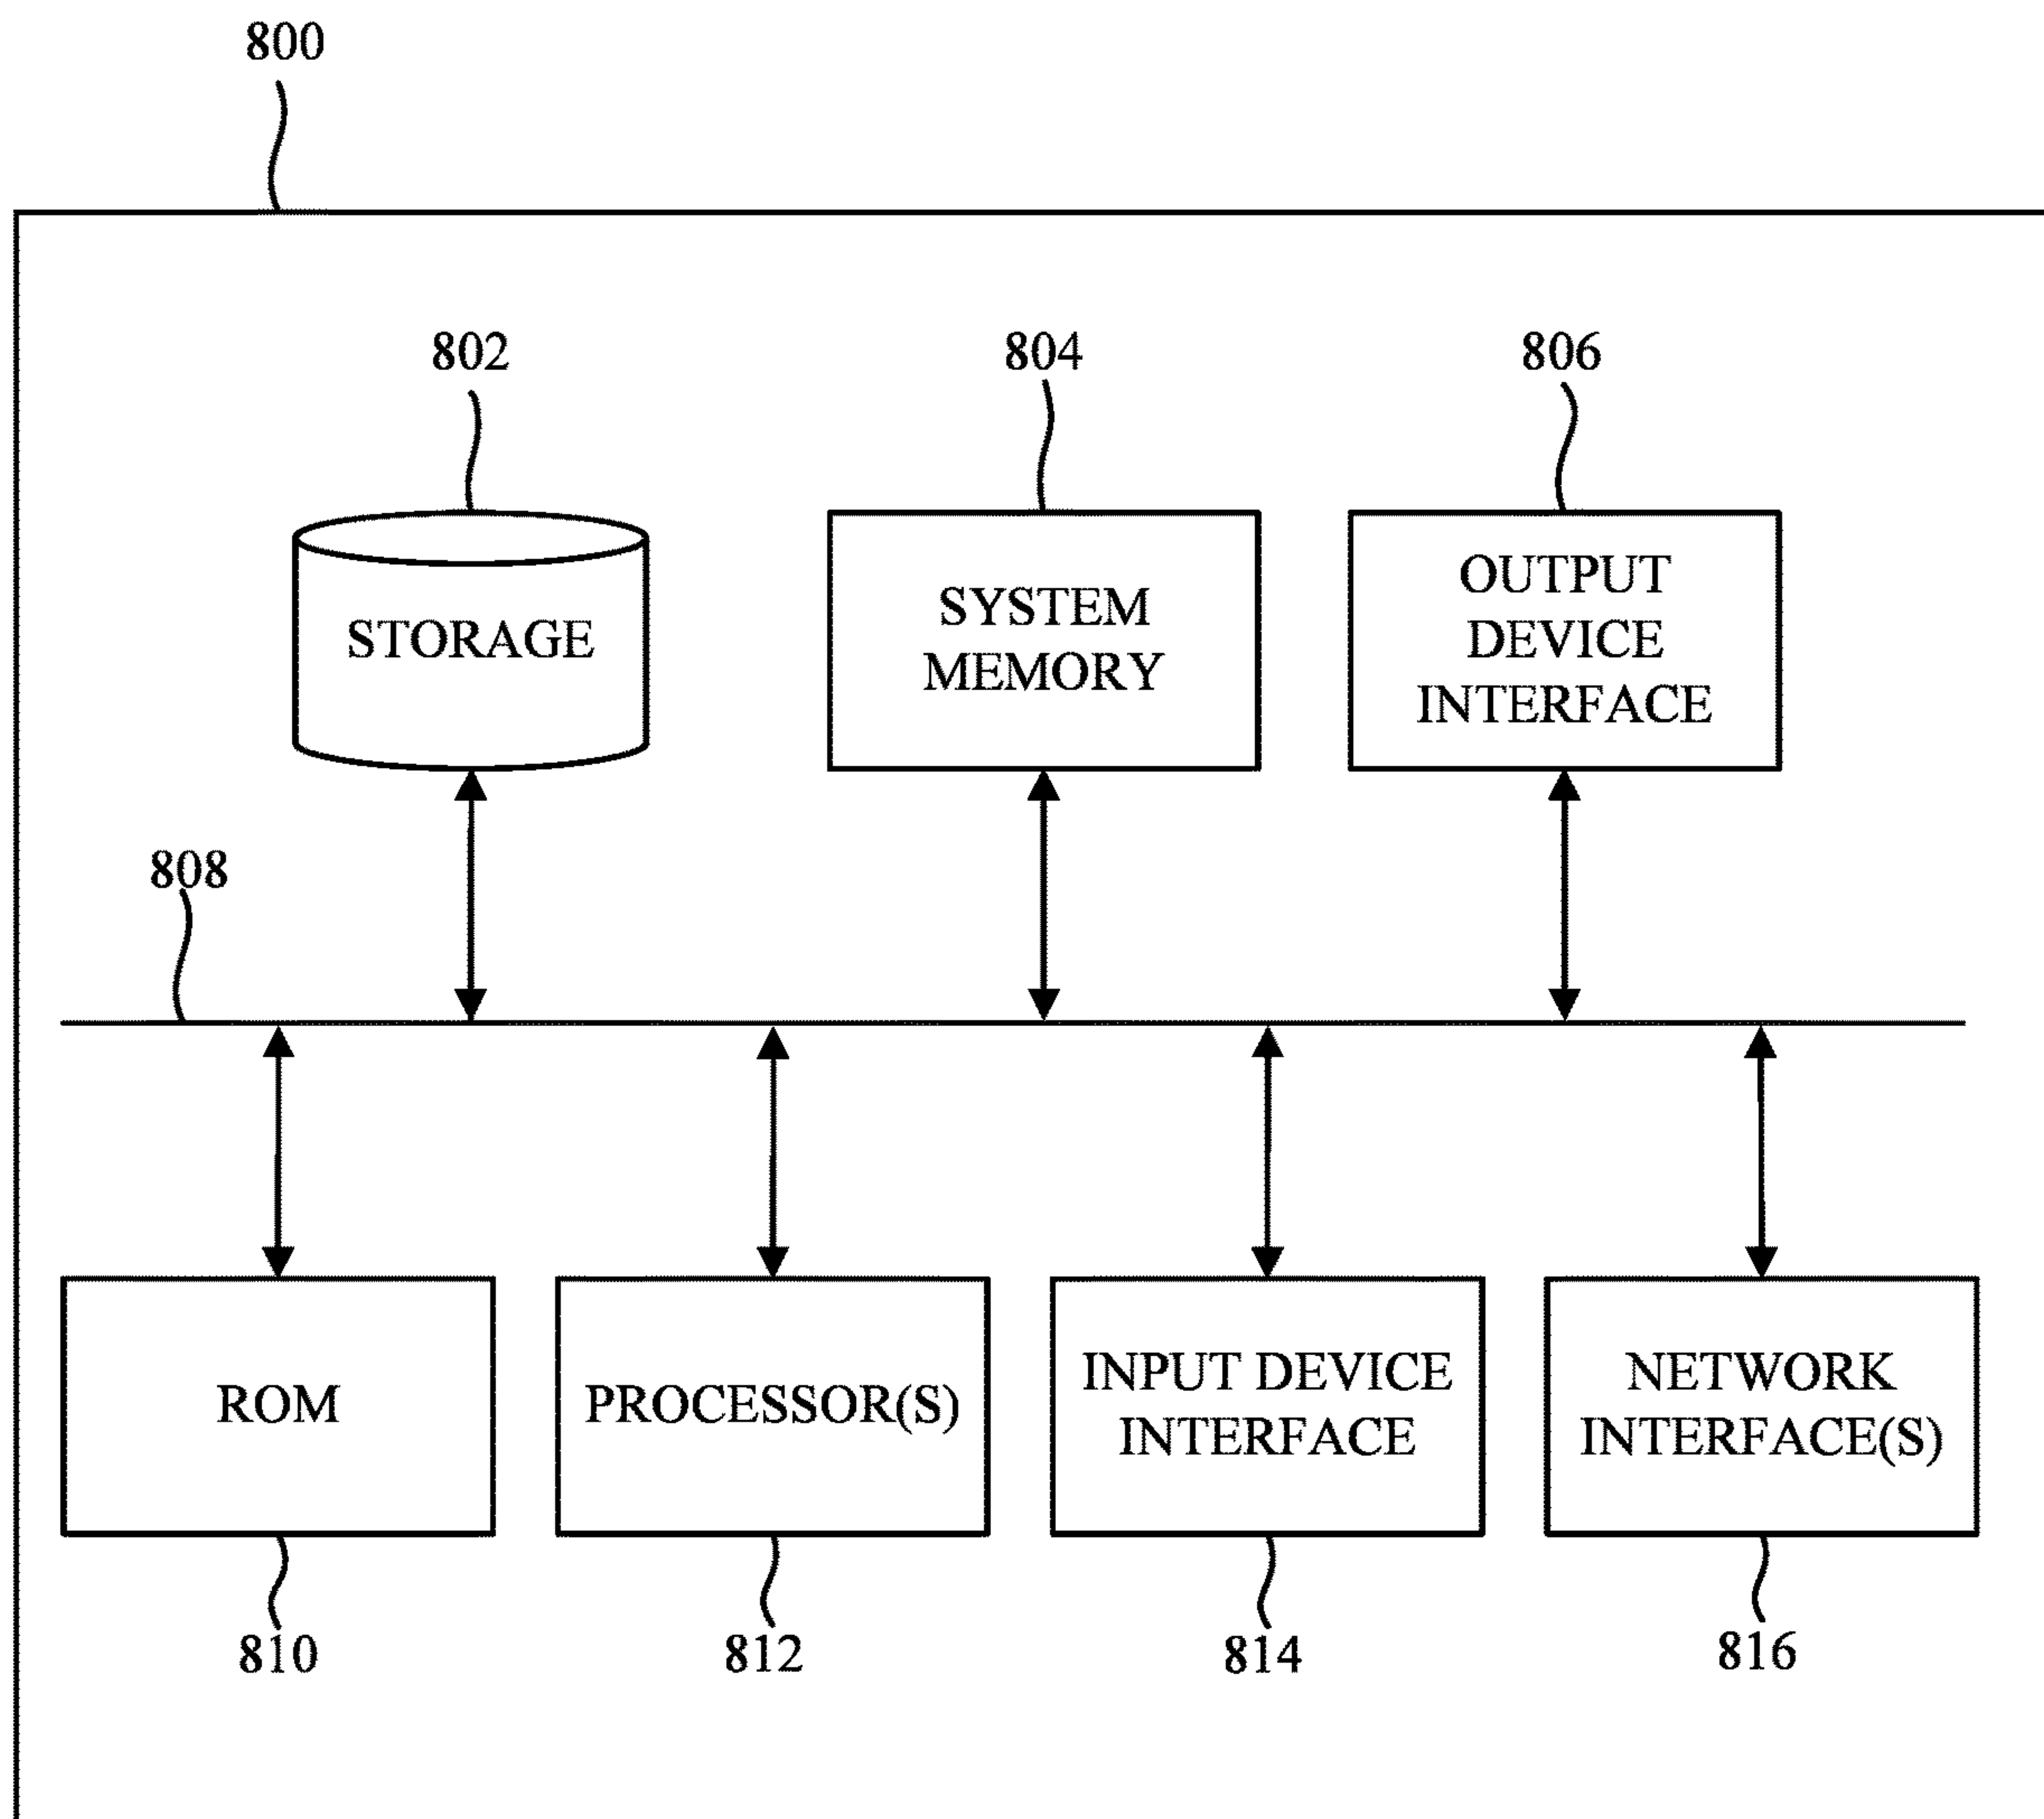 800
802
804
806
STORAGE
SYSTEM
MEMORY
OUTPUT
DEVICE
INTERFACE
808
ROM
PROCESSOR(S)
INPUT DEVICE
INTERFACE
NETWORK
INTERFACE(S)
810
812
814
816